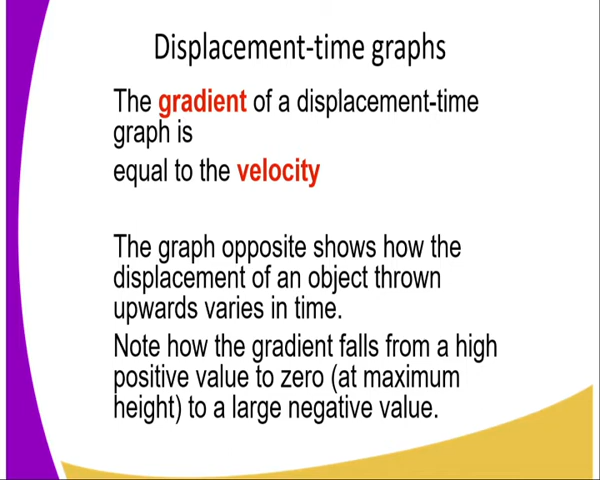 Displacement-time graphs
The gradient of a displacement-time
graph is
equal to the velocity
The graph opposite shows how the
displacement of an object thrown
upwards varies in time.
Note how the gradient falls from a high
positive value to zero (at maximum
height) to a large negative value.